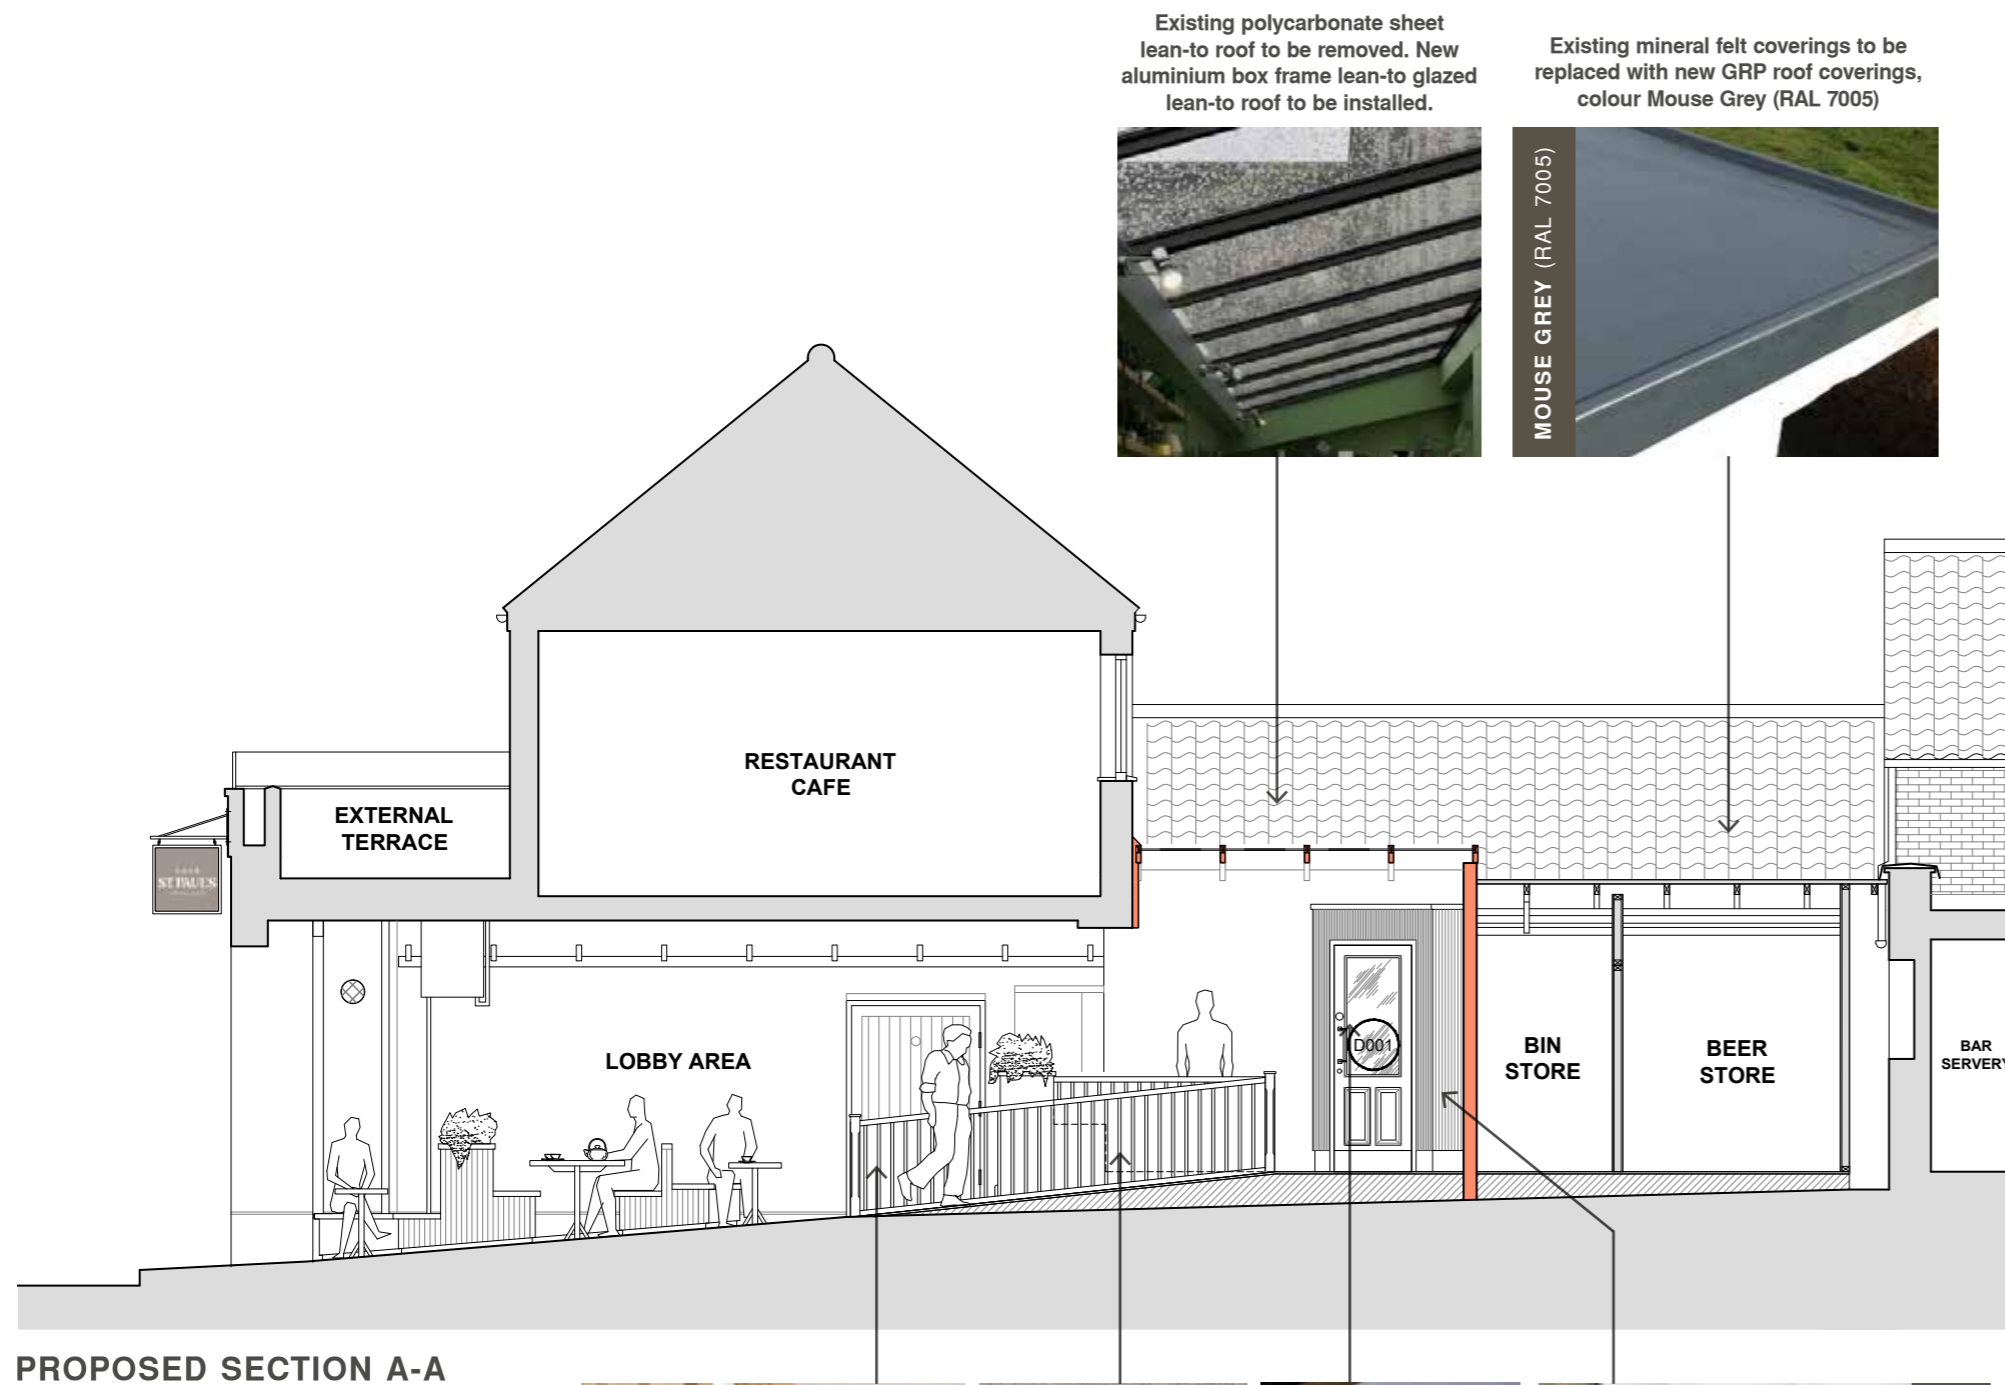 Existing polycarbonate sheet
lean-to roof to be removed. New
aluminium box frame lean-to glazed
lean-to roof to be installed.
Existing mineral felt coverings to be
replaced with new GRP roof coverings,
colour Mouse Grey (RAL 7005)
MOUSE GREY (RAL 7005)
RESTAURANT
CAFE
EXTERNAL
TERRACE
ST PAUL'S
LOBBY AREA
D001
BIN
STORE
BEER
STORE
BAR
SERVERY
PROPOSED SECTION A-A